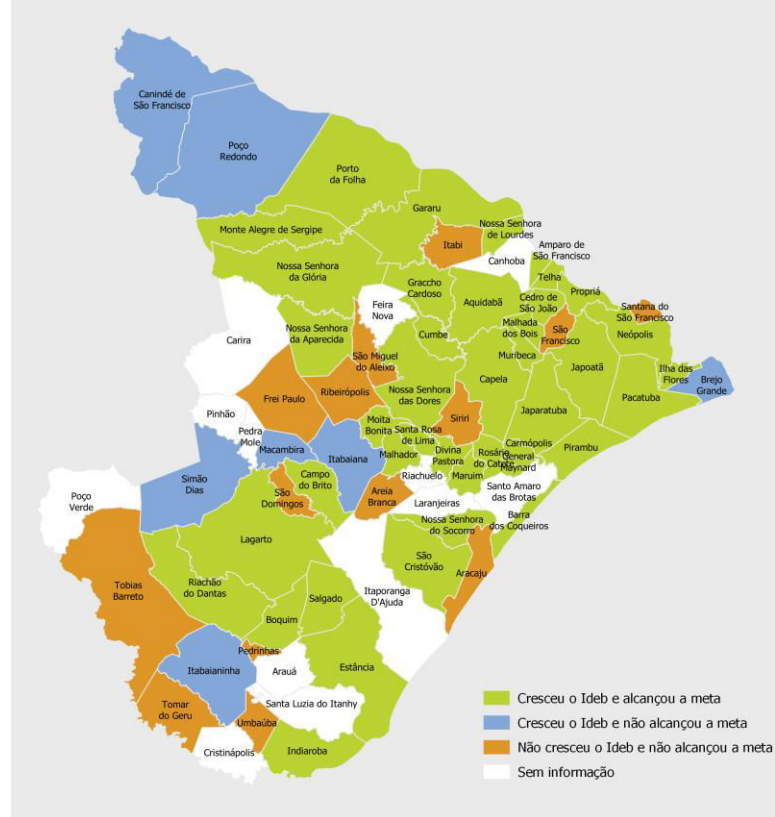 Canindé de
São Francisco
Poço
Redondo
Porto
da Folha
Gararu
Monte Alegre de Sergipe
Nossa Senhora
de Lourdes
Itabi
Amparo de
São Francisco
Canhoba
Nossa Senhora
da Glória
Telha
Graccho
Cardoso
Propriá
Aquidabã
Cedro de
São João
Feira
Nova
Santana do
São Francisco
Malhada
dos Bois
São
Francisco
Neópolis
Nossa Senhora
da Aparecida
Cumbe
Carira
São Miguel
do Aleixo
Muribeca
Japoatã
Ilha das
Flores
Brejo
Grande
Capela
Nossa Senhora
das Dores
Ribeirópolis
Frei Paulo
Pacatuba
Japaratuba
Pinhão
Moita
Bonita
Siriri
Santa Rosa
de Lima
Pedra
Mole
Carmópolis
Pirambu
Macambira
Itabaiana
Malhador
Divina
Pastora
Rosário
do Catete
General
Maynard
Simão
Dias
Campo
do Brito
Riachuelo
Maruim
Santo Amaro
das Brotas
Poço
Verde
São
Domingos
Areia
Branca
Laranjeiras
Barra
dos Coqueiros
Nossa Senhora
do Socorro
Lagarto
São
Cristóvão
Aracaju
Tobias
Barreto
Riachão
do Dantas
Itaporanga
D'Ajuda
Salgado
Boquim
Pedrinhas
Itabaianinha
Arauá
Estância
Tomar
do Geru
Santa Luzia do Itanhy
Umbaúba
Cristinápolis
Indiaroba
Cresceu o Ideb e alcançou a meta
Cresceu o Ideb e não alcançou a meta
Não cresceu o Ideb e não alcançou a meta
Sem informação